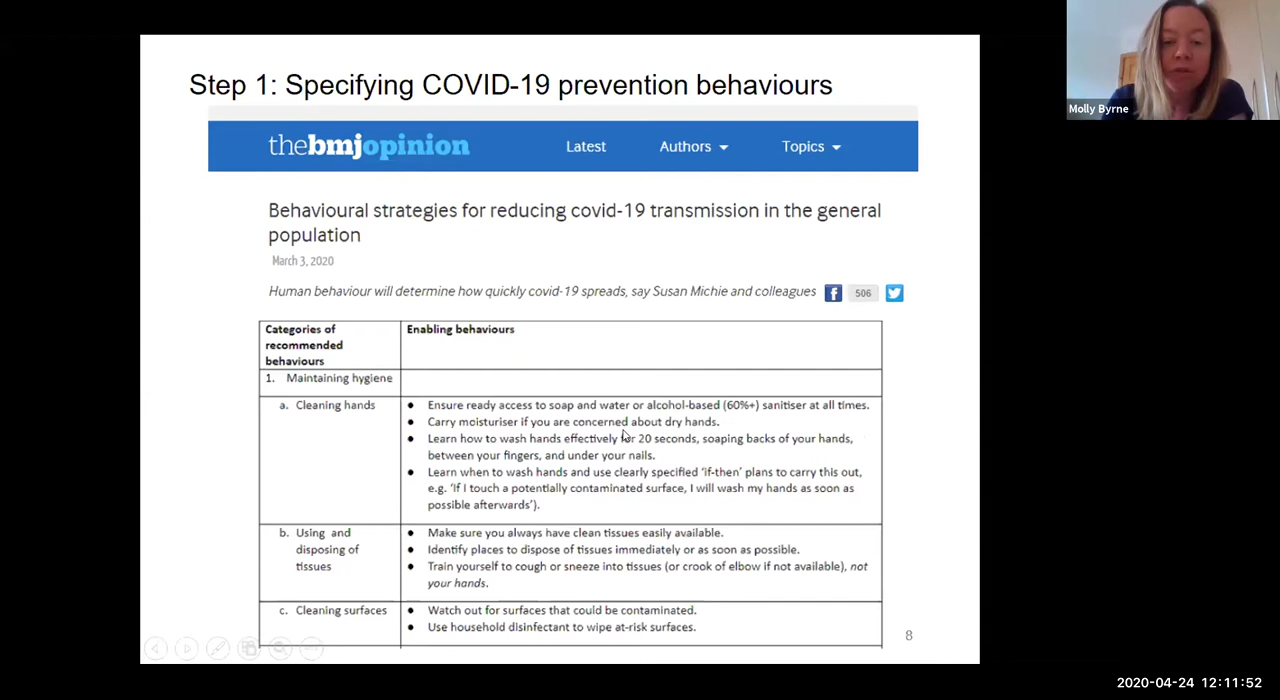 Step 1: Specifying COVID-19 prevention behaviours
thebmjopinion
Latest
Authors
Topics
Behavioural strategies for reducing covid-19 transmission in the general
population
March 3, 2020
Human behaviour will determine how quickly covid-19 spreads, say Susan Michie and colleagues
506
Categories of
recommended
behaviours
Enabling behaviours
1. Maintaining hygiene
a. Cleaning hands
● Ensure ready access to soap and water or alcohol-based (60%+) sanitiser at all times.
● Carry moisturiser if you are concerned about dry hands.
● Learn how to wash hands effectively for 20 seconds, soaping backs of your hands,
between your fingers, and under your nails.
● Learn when to wash hands and use clearly specified ‘if-then’ plans to carry this out,
e.g. ‘If I touch a potentially contaminated surface, I will wash my hands as soon as
possible afterwards’).
b. Using and
disposing of
tissues
● Make sure you always have clean tissues easily available.
● Identify places to dispose of tissues immediately or as soon as possible.
● Train yourself to cough or sneeze into tissues (or crook of elbow if not available), not
your hands.
c. Cleaning surfaces
● Watch out for surfaces that could be contaminated.
● Use household disinfectant to wipe at-risk surfaces.
8
Molly Byrne
2020-04-24 12:11:52